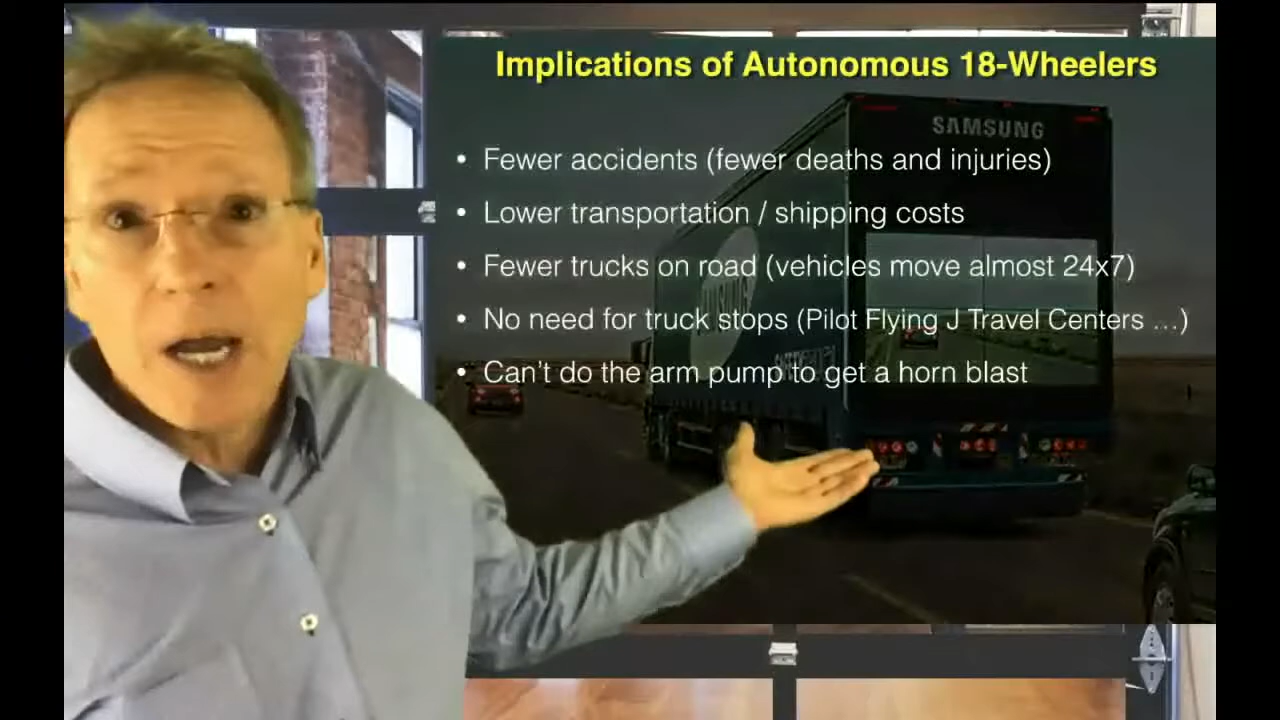 Implications of Autonomous 18-Wheelers
SAMSUNG
• Fewer accidents (fewer deaths and injuries)
• Lower transportation / shipping costs
• Fewer trucks on road (vehicles move almost 24x7)
• No need for truck stops (Pilot Flying J Travel Centers ...)
• Can't do the arm pump to get a horn blast